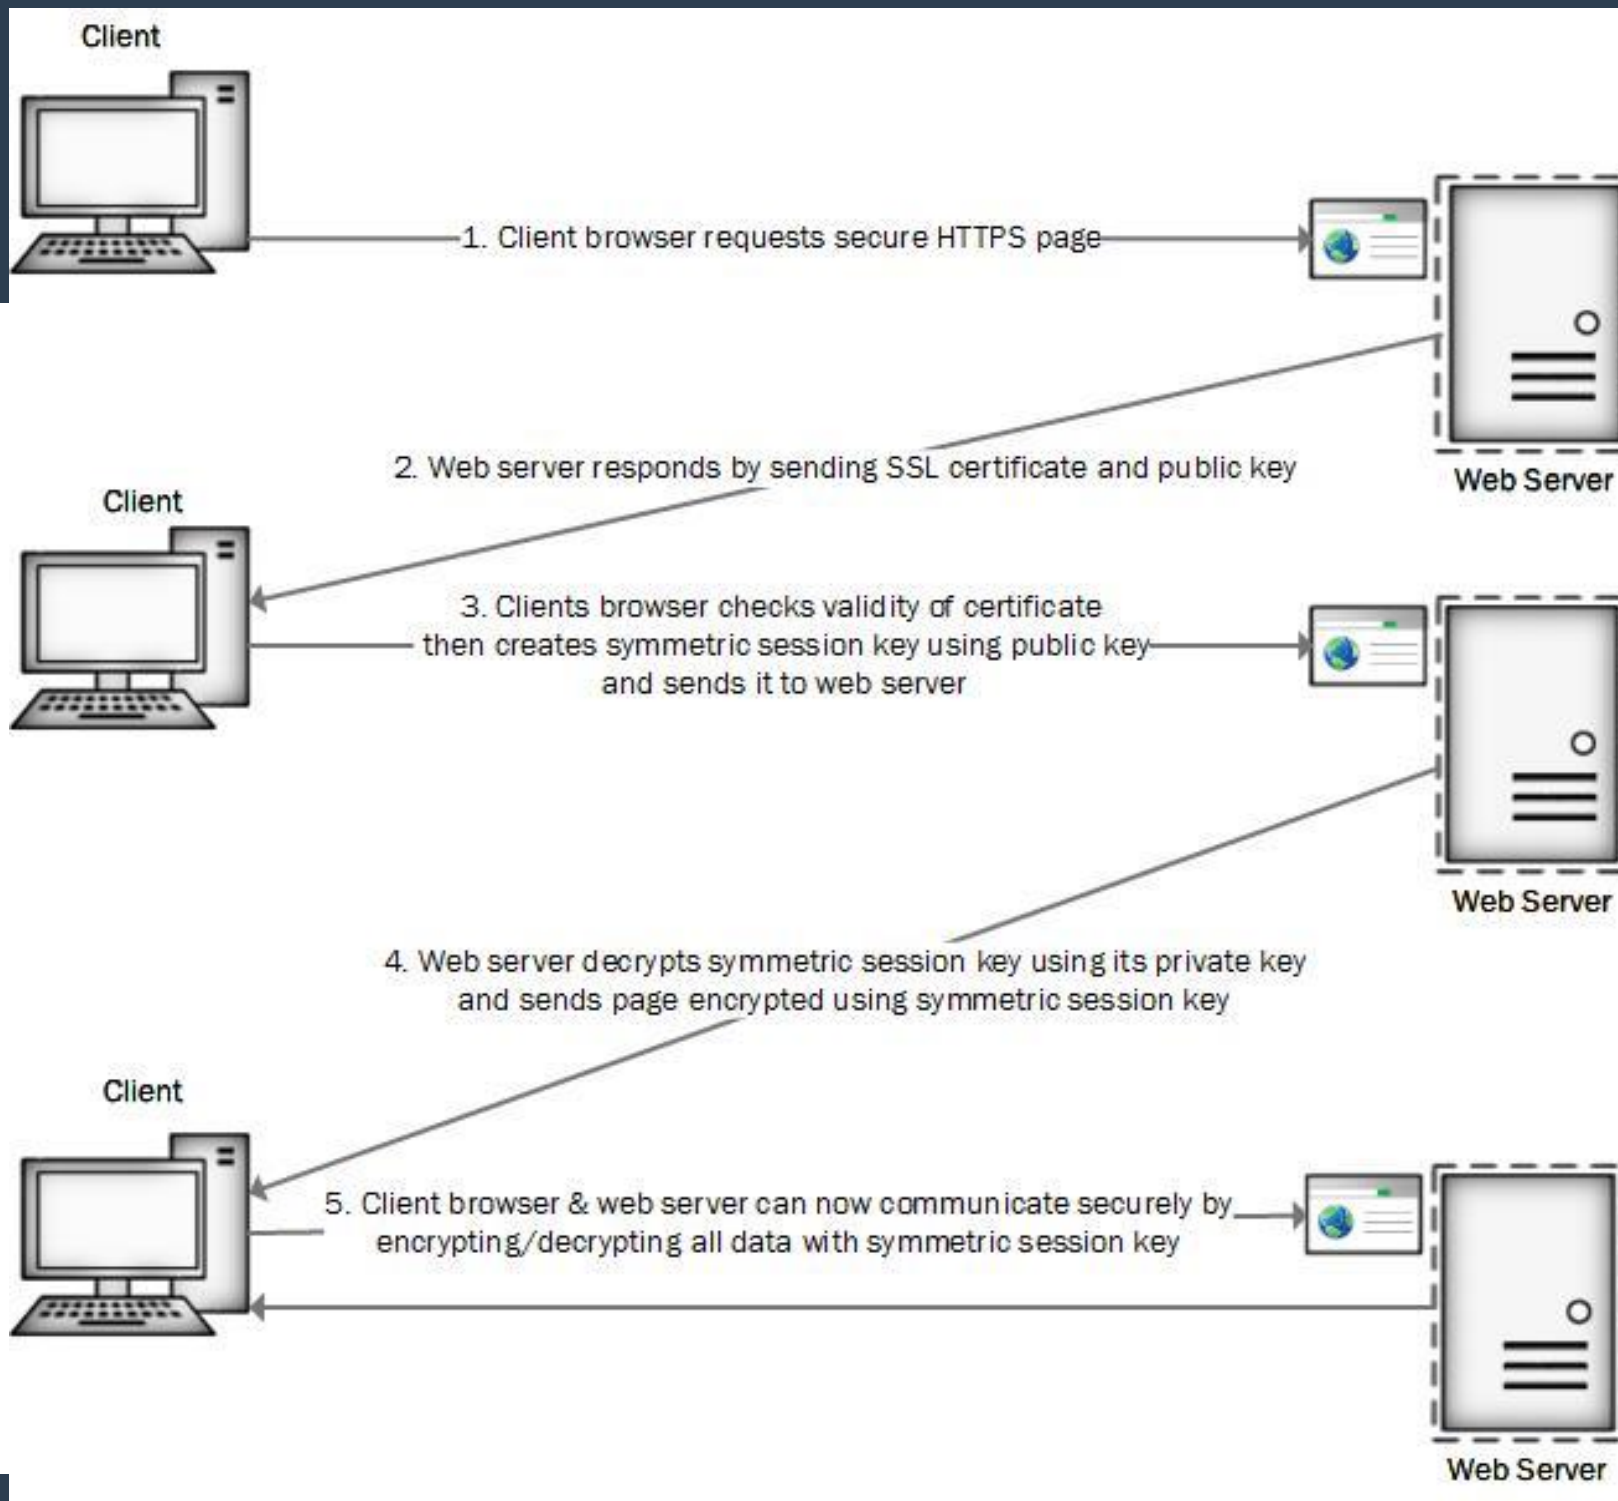 Client
1. Client browser requests secure HTTPS page
Web Server
2. Web server responds by sending SSL certificate and public key
Client
3. Clients browser checks validity of certificate
then creates symmetric session key using public key
and sends it to web server
Web Server
4. Web server decrypts symmetric session key using its private key
and sends page encrypted using symmetric session key
Client
5. Client browser & web server can now communicate securely by
encrypting/decrypting all data with symmetric session key
Web Server